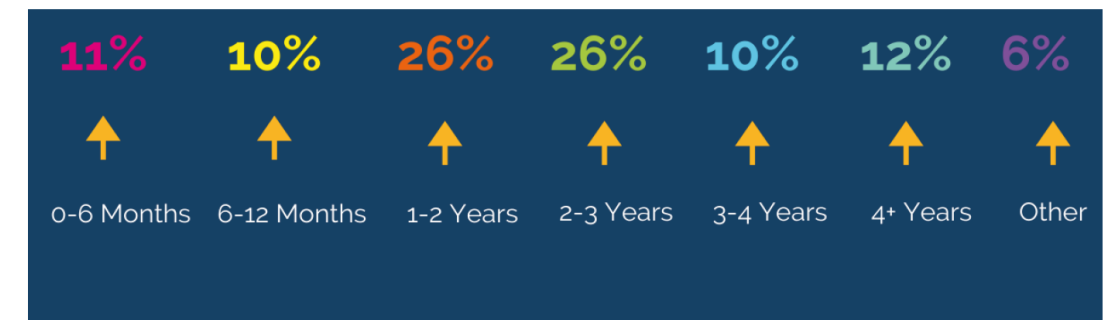 11% 10% 26% 26% 10% 12% 6%
0-6 Months 6-12 Months 1-2 Years 2-3 Years 3-4 Years 4+ Years Other